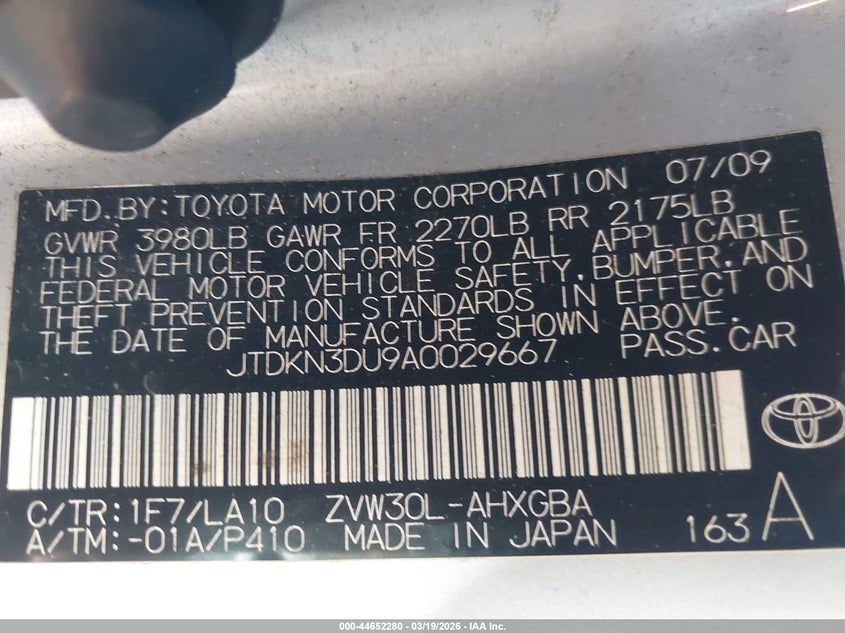 MFD. BY: TOYOTA MOTOR CORPORATION 07/09
GVWR 3980LB GAWR FR 2270LB RR 2175LB
THIS VEHICLE CONFORMS TO ALL APPLICABLE
FEDERAL MOTOR VEHICLE SAFETY, BUMPER, AND
THEFT PREVENTION STANDARDS IN EFFECT ON
THE DATE OF MANUFACTURE SHOWN ABOVE.
JTDKN3DU9A0029667 PASS. CAR
C/TR: 1F7/LA10 ZVW30L-AHXGBA
A/TM: -01A/P410 MADE IN JAPAN 163 A
000-44652280 - 03/19/2026 - IAA Inc.